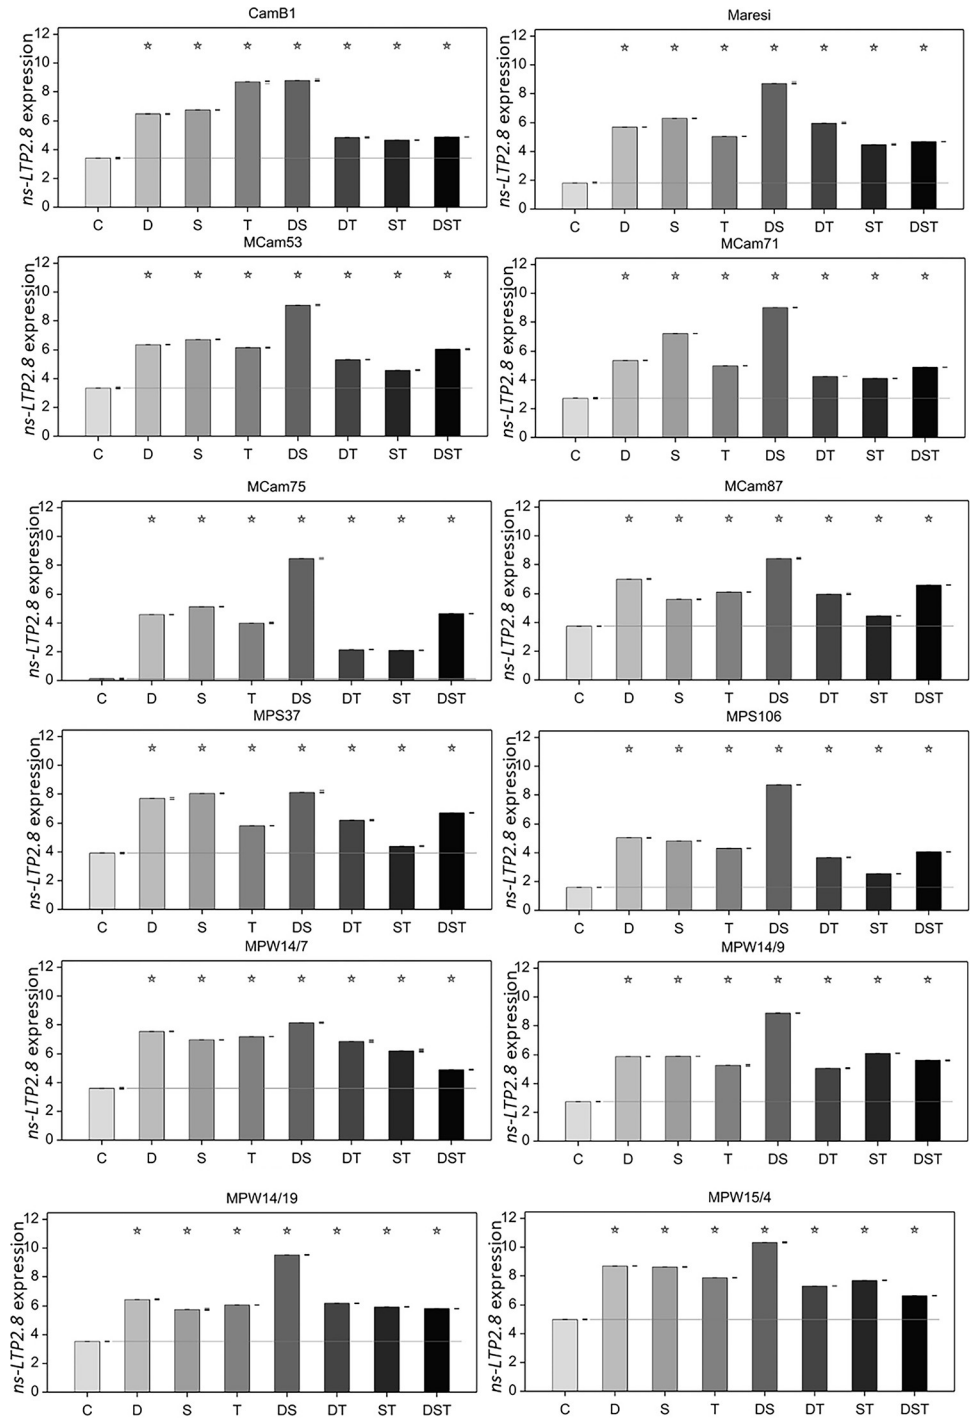 CamB1
ns-LTP2.8 expression
12
10
8
6
4
2
0
C D S T DS DT ST DST
Maresi
ns-LTP2.8 expression
12
10
8
6
4
2
0
C D S T DS DT ST DST
MCam53
ns-LTP2.8 expression
12
10
8
6
4
2
0
C D S T DS DT ST DST
MCam71
ns-LTP2.8 expression
12
10
8
6
4
2
0
C D S T DS DT ST DST
MCam75
ns-LTP2.8 expression
12
10
8
6
4
2
0
C D S T DS DT ST DST
MCam87
ns-LTP2.8 expression
12
10
8
6
4
2
0
C D S T DS DT ST DST
MPS37
ns-LTP2.8 expression
12
10
8
6
4
2
0
C D S T DS DT ST DST
MPS106
ns-LTP2.8 expression
12
10
8
6
4
2
0
C D S T DS DT ST DST
MPW14/7
ns-LTP2.8 expression
12
10
8
6
4
2
0
C D S T DS DT ST DST
MPW14/9
ns-LTP2.8 expression
12
10
8
6
4
2
0
C D S T DS DT ST DST
MPW14/19
ns-LTP2.8 expression
12
10
8
6
4
2
0
C D S T DS DT ST DST
MPW15/4
ns-LTP2.8 expression
12
10
8
6
4
2
0
C D S T DS DT ST DST